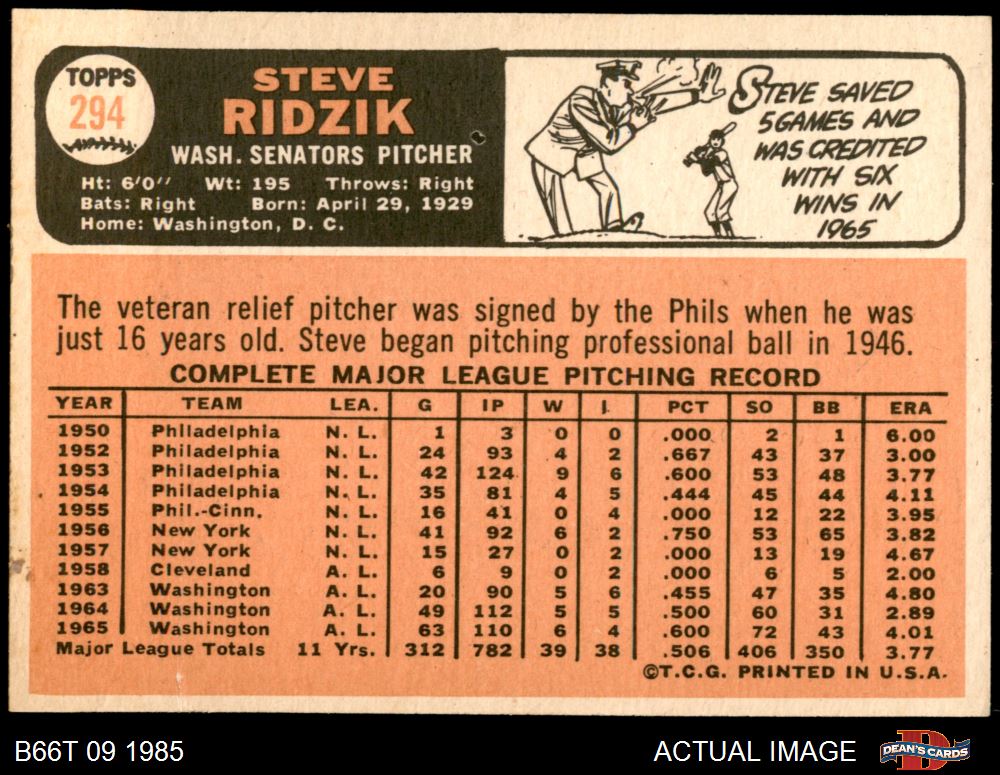 TOPPS
294
STEVE
RIDZIK
WASH. SENATORS PITCHER
Ht: 6'0" Wt: 195 Throws: Right
Bats: Right Born: April 29, 1929
Home: Washington, D. C.
STEVE SAVED
5 GAMES AND
WAS CREDITED
WITH SIX
WINS IN
1965
The veteran relief pitcher was signed by the Phils when he was
just 16 years old. Steve began pitching professional ball in 1946.
COMPLETE MAJOR LEAGUE PITCHING RECORD
YEAR TEAM LEA. G IP W L PCT SO BB ERA
1950 Philadelphia N. L. 1 3 0 0 .000 2 1 6.00
1952 Philadelphia N. L. 24 93 4 2 .667 43 37 3.00
1953 Philadelphia N. L. 42 124 9 6 .600 53 48 3.77
1954 Philadelphia N. L. 35 81 4 5 .444 45 44 4.11
1955 Phil.-Cinn. N. L. 16 41 0 4 .000 12 22 3.95
1956 New York N. L. 41 92 6 2 .750 53 65 3.82
1957 New York N. L. 15 27 0 2 .000 13 19 4.67
1958 Cleveland A. L. 6 9 0 2 .000 6 5 2.00
1963 Washington A. L. 20 90 5 6 .455 47 35 4.80
1964 Washington A. L. 49 112 5 5 .500 60 31 2.89
1965 Washington A. L. 63 110 6 4 .600 72 43 4.01
Major League Totals 11 Yrs. 312 782 39 38 .506 406 350 3.77
©T.C.G. PRINTED IN U.S.A.
B66T 09 1985 ACTUAL IMAGE DEAN'S CARDS